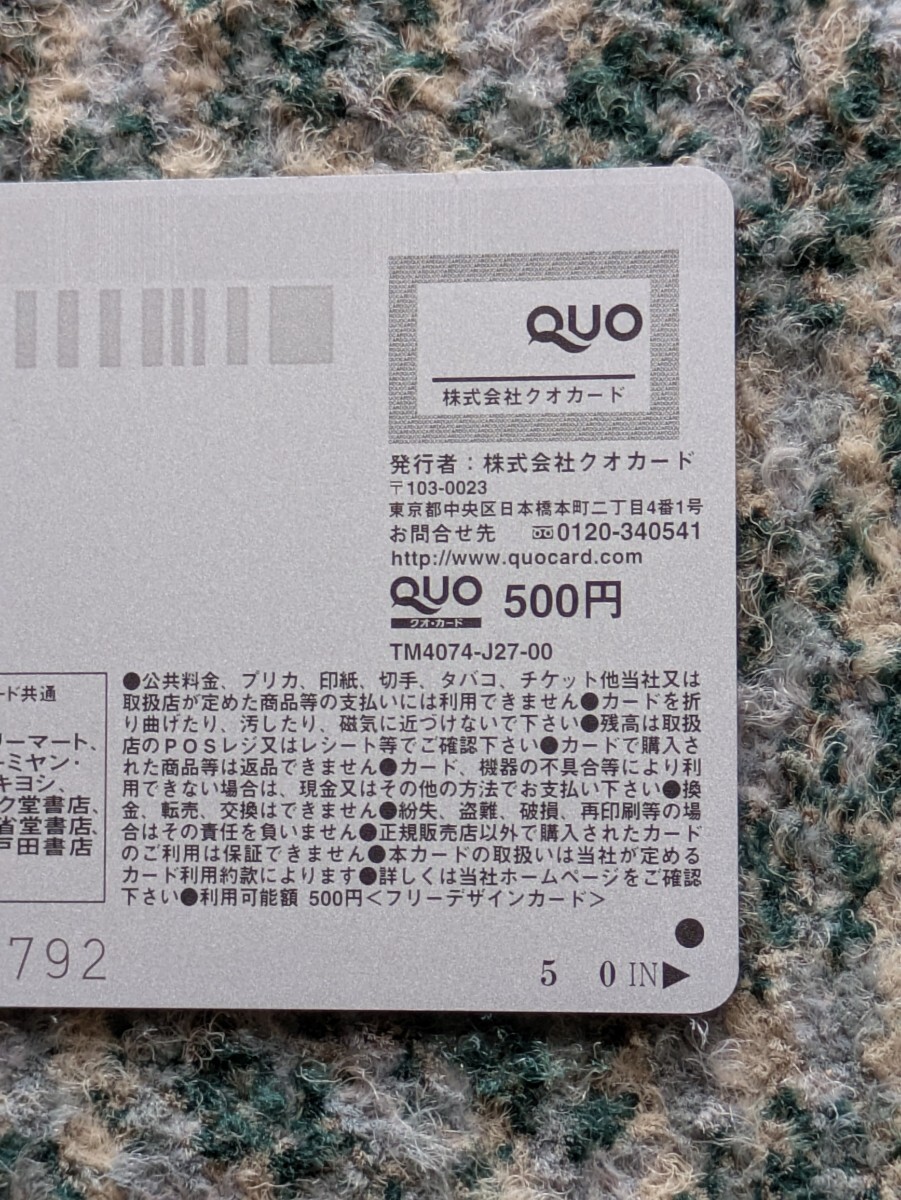 QUO
株式会社クオカード
発行者：株式会社クオカード
〒103-0023
東京都中央区日本橋本町二丁目4番1号
お問合せ先 0120-340541
http://www.quocard.com
QUO 500円
クオ・カード
TM4074-J27-00
ード共通
リーマート、
ーミヤン・
キヨシ、
ク堂書店、
省堂書店、
戸田書店
●公共料金、プリカ、印紙、切手、タバコ、チケット他当社又は
取扱店が定めた商品等の支払いには利用できません●カードを折
り曲げたり、汚したり、磁気に近づけないで下さい●残高は取扱
店のＰＯＳレジ又はレシート等でご確認下さい●カードで購入さ
れた商品等は返品できません●カード、機器の不具合等により利
用できない場合は、現金又はその他の方法でお支払い下さい●換
金、転売、交換はできません●紛失、盗難、破損、再印刷等の場
合はその責任を負いません●正規販売店以外で購入されたカード
のご利用は保証できません●本カードの取扱いは当社が定める
カード利用約款によります●詳しくは当社ホームページをご確認
下さい●利用可能額 500円＜フリーデザインカード＞
792
5 0 IN▶